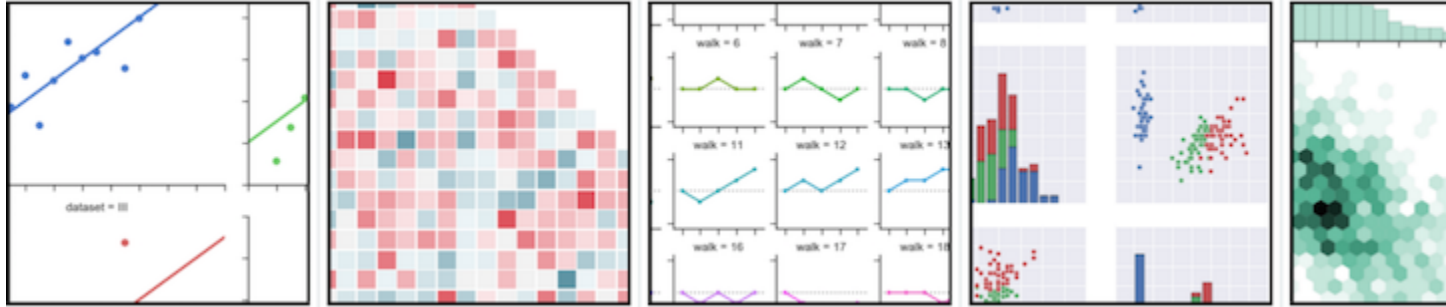 dataset = III
walk = 6
walk = 7
walk = 8
walk = 11
walk = 12
walk = 13
walk = 16
walk = 17
walk = 18